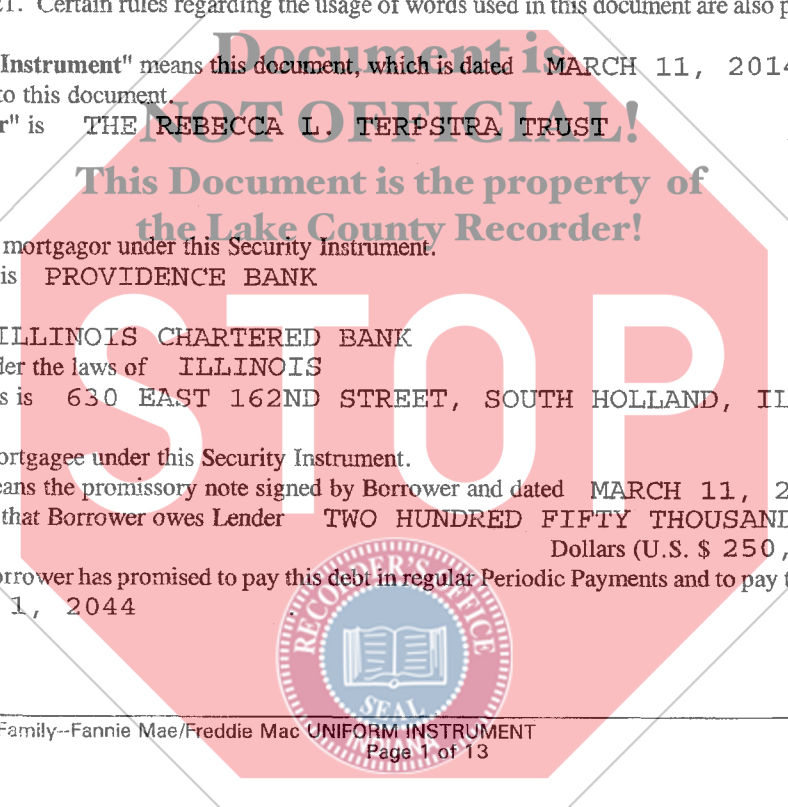 21. Certain rules regarding the usage of words used in this document are also p
Instrument" means this document, which is dated MARCH 11, 2014
to this document.
r" is THE REBECCA L. TERPSTRA TRUST
Document is
NOT OFFICIAL!
This Document is the property of
the Lake County Recorder!
mortgagor under this Security Instrument.
is PROVIDENCE BANK
ILLINOIS CHARTERED BANK
der the laws of ILLINOIS
s is 630 EAST 162ND STREET, SOUTH HOLLAND, IL
STOP
ortgagee under this Security Instrument.
eans the promissory note signed by Borrower and dated MARCH 11, 2
that Borrower owes Lender TWO HUNDRED FIFTY THOUSAND
Dollars (U.S. $ 250,
orrower has promised to pay this debt in regular Periodic Payments and to pay t
1, 2044
RECORDER'S OFFICE
SEAL
INDIANA
Family--Fannie Mae/Freddie Mac UNIFORM INSTRUMENT
Page 1 of 13